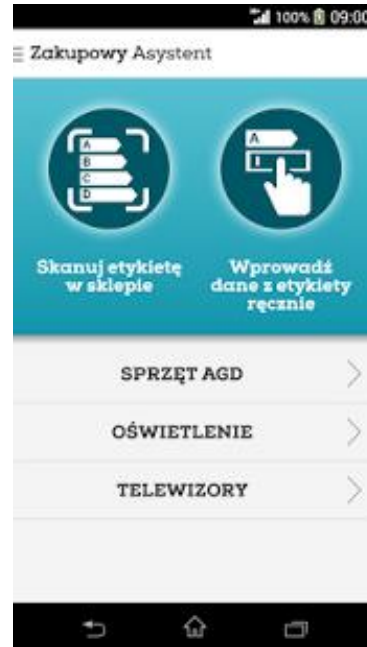 100% 09:00
Zakupowy Asystent
A
B
C
D
A
I
Skanuj etykietę
w sklepie
Wprowadź
dane z etykiety
ręcznie
SPRZĘT AGD
OŚWIETLENIE
TELEWIZORY